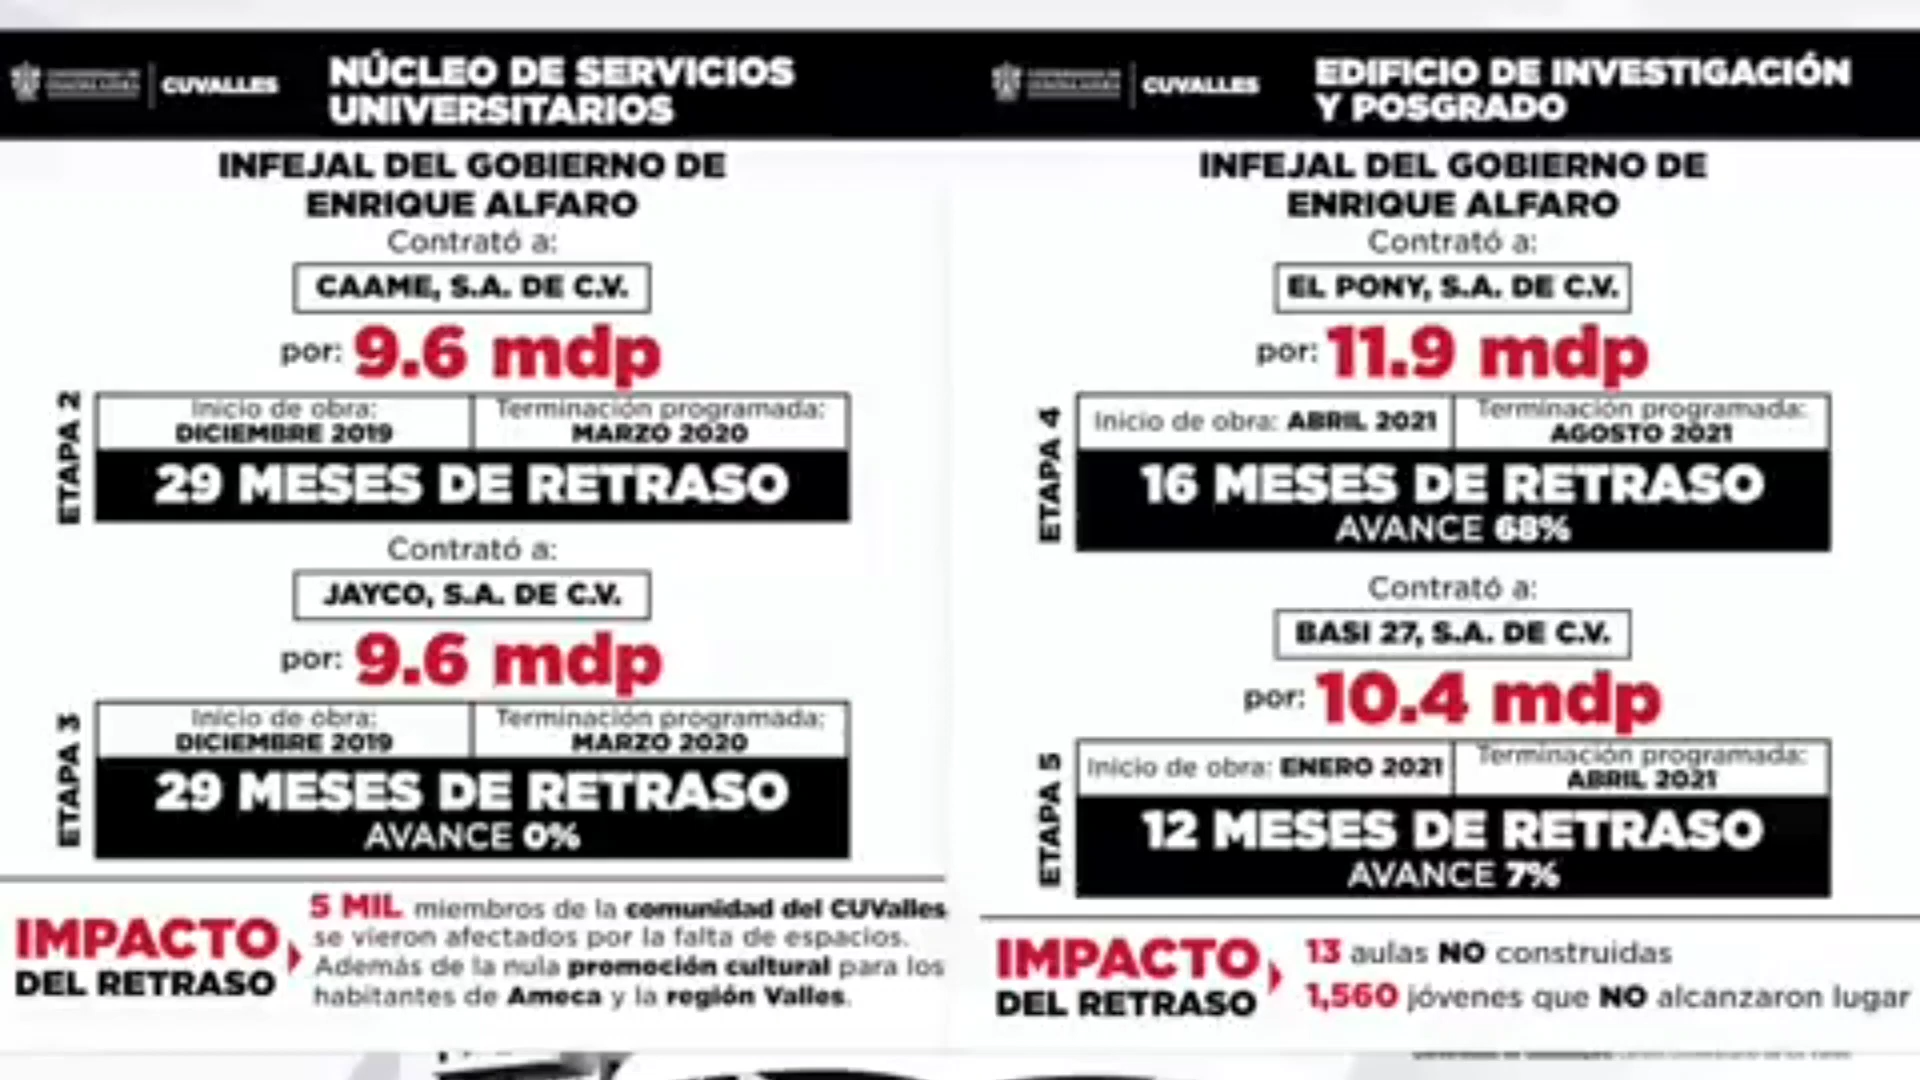 CUVALLES
NÚCLEO DE SERVICIOS
UNIVERSITARIOS
INFEJAL DEL GOBIERNO DE
ENRIQUE ALFARO
Contrató a:
CAAME, S.A. DE C.V.
por: 9.6 mdp
ETAPA 2
Inicio de obra:
DICIEMBRE 2019
Terminación programada:
MARZO 2020
29 MESES DE RETRASO
Contrató a:
JAYCO, S.A. DE C.V.
por: 9.6 mdp
ETAPA 3
Inicio de obra:
DICIEMBRE 2019
Terminación programada:
MARZO 2020
29 MESES DE RETRASO
AVANCE 0%
IMPACTO
DEL RETRASO
5 MIL miembros de la comunidad del CUValles
se vieron afectados por la falta de espacios.
Además de la nula promoción cultural para los
habitantes de Ameca y la región Valles.
CUVALLES
EDIFICIO DE INVESTIGACIÓN
Y POSGRADO
INFEJAL DEL GOBIERNO DE
ENRIQUE ALFARO
Contrató a:
EL PONY, S.A. DE C.V.
por: 11.9 mdp
ETAPA 4
Inicio de obra: ABRIL 2021
Terminación programada:
AGOSTO 2021
16 MESES DE RETRASO
AVANCE 68%
Contrató a:
BASI 27, S.A. DE C.V.
por: 10.4 mdp
ETAPA 5
Inicio de obra: ENERO 2021
Terminación programada:
ABRIL 2021
12 MESES DE RETRASO
AVANCE 7%
IMPACTO
DEL RETRASO
13 aulas NO construidas
1,560 jóvenes que NO alcanzaron lugar